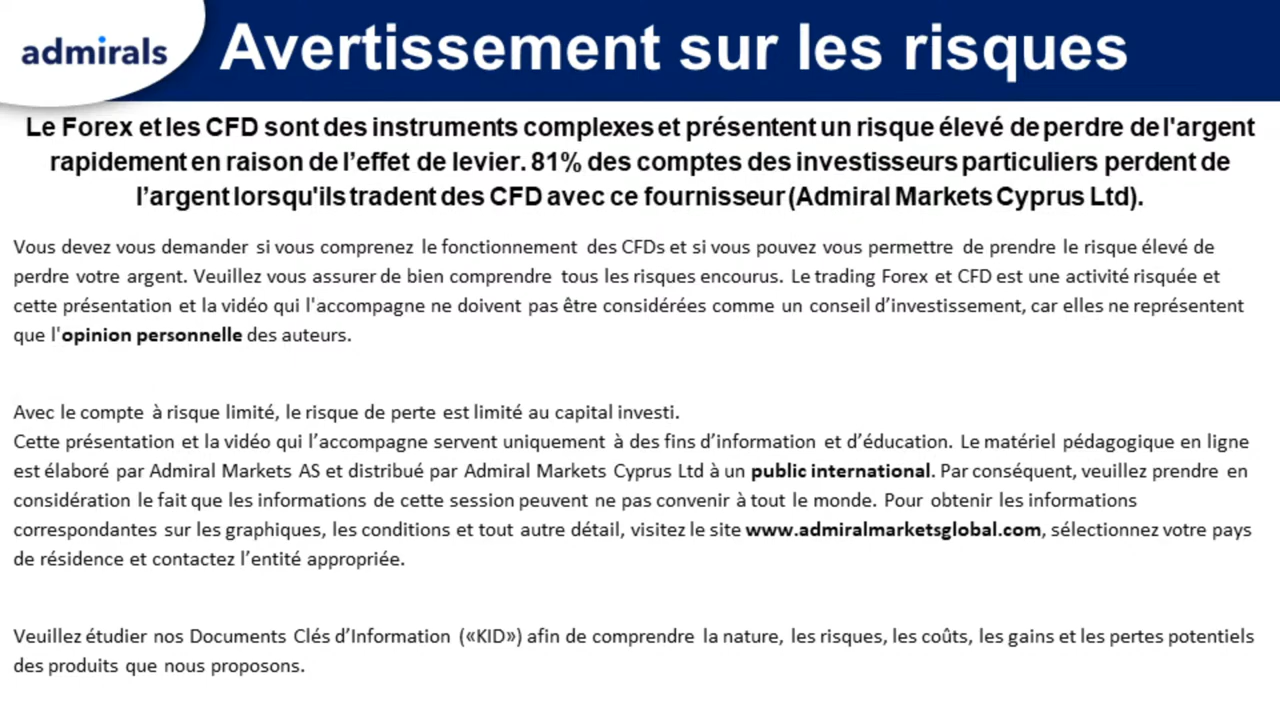 admirals
Avertissement sur les risques
Le Forex et les CFD sont des instruments complexes et présentent un risque élevé de perdre de l'argent
rapidement en raison de l’effet de levier. 81% des comptes des investisseurs particuliers perdent de
l’argent lorsqu'ils tradent des CFD avec ce fournisseur (Admiral Markets Cyprus Ltd).
Vous devez vous demander si vous comprenez le fonctionnement des CFDs et si vous pouvez vous permettre de prendre le risque élevé de
perdre votre argent. Veuillez vous assurer de bien comprendre tous les risques encourus. Le trading Forex et CFD est une activité risquée et
cette présentation et la vidéo qui l'accompagne ne doivent pas être considérées comme un conseil d’investissement, car elles ne représentent
que l'opinion personnelle des auteurs.
Avec le compte à risque limité, le risque de perte est limité au capital investi.
Cette présentation et la vidéo qui l’accompagne servent uniquement à des fins d’information et d’éducation. Le matériel pédagogique en ligne
est élaboré par Admiral Markets AS et distribué par Admiral Markets Cyprus Ltd à un public international. Par conséquent, veuillez prendre en
considération le fait que les informations de cette session peuvent ne pas convenir à tout le monde. Pour obtenir les informations
correspondantes sur les graphiques, les conditions et tout autre détail, visitez le site www.admiralmarketsglobal.com, sélectionnez votre pays
de résidence et contactez l’entité appropriée.
Veuillez étudier nos Documents Clés d’Information («KID») afin de comprendre la nature, les risques, les coûts, les gains et les pertes potentiels
des produits que nous proposons.